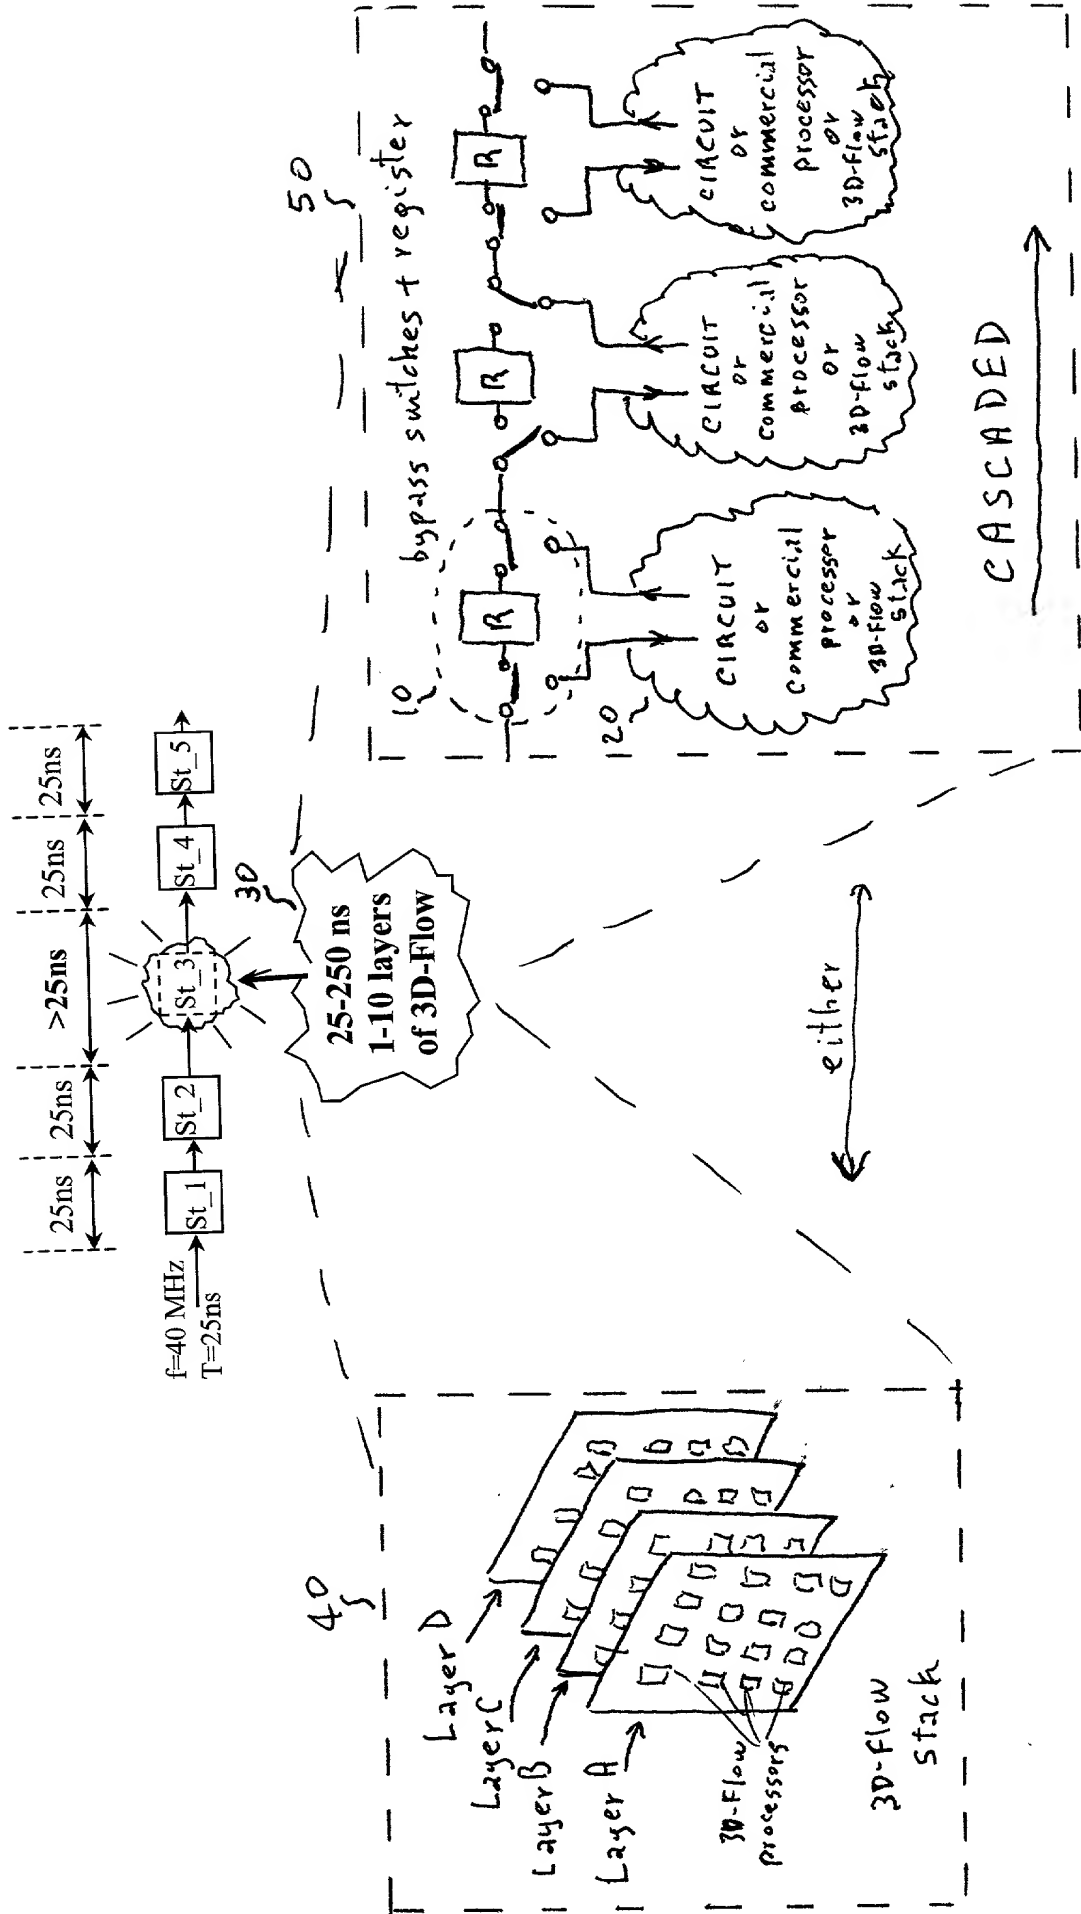 25ns
25ns
>25ns
25ns
25ns
f=40 MHz
T=25ns
St_1
St_2
St_3
St_4
St_5
30
25-250 ns
1-10 layers
of 3D-Flow
40
Layer D
Layer C
Layer B
Layer A
3D-Flow
processors
3D-Flow
stack
either
50
bypass switches + register
10
R
R
R
20
CIRCUIT
or
commercial
processor
or
3D-Flow
stack
CIRCUIT
or
commercial
processor
or
3D-Flow
stack
CIRCUIT
or
commercial
processor
or
3D-Flow
stack
CASCADED